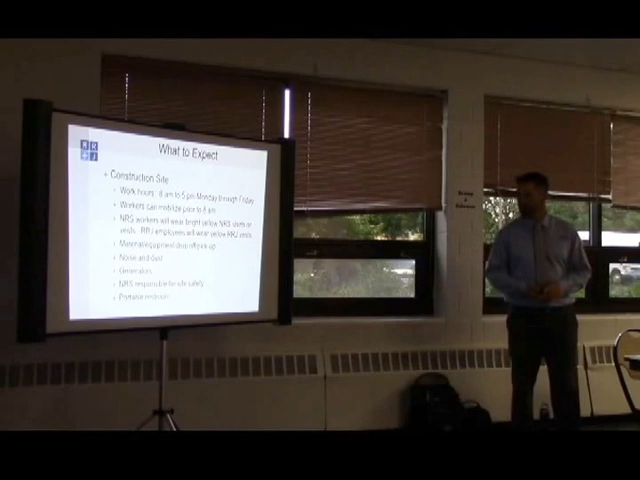 What to Expect
Construction Site
Work hours: 8 am to 5 pm Monday through Friday
Workers can mobilize prior to 8 am
NRS workers will wear bright yellow NRS shirts or
vests. RRJ employees will wear yellow RRJ vests.
Material/equipment drop off/pick up
Noise and dust
Generators
NRS responsible for site safety
Portable restroom